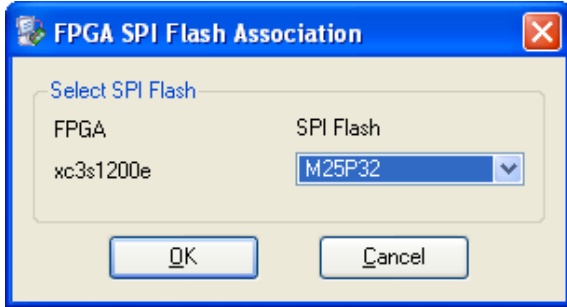 FPGA SPI Flash Association
Select SPI Flash
FPGA SPI Flash
xc3s1200e M25P32
OK Cancel